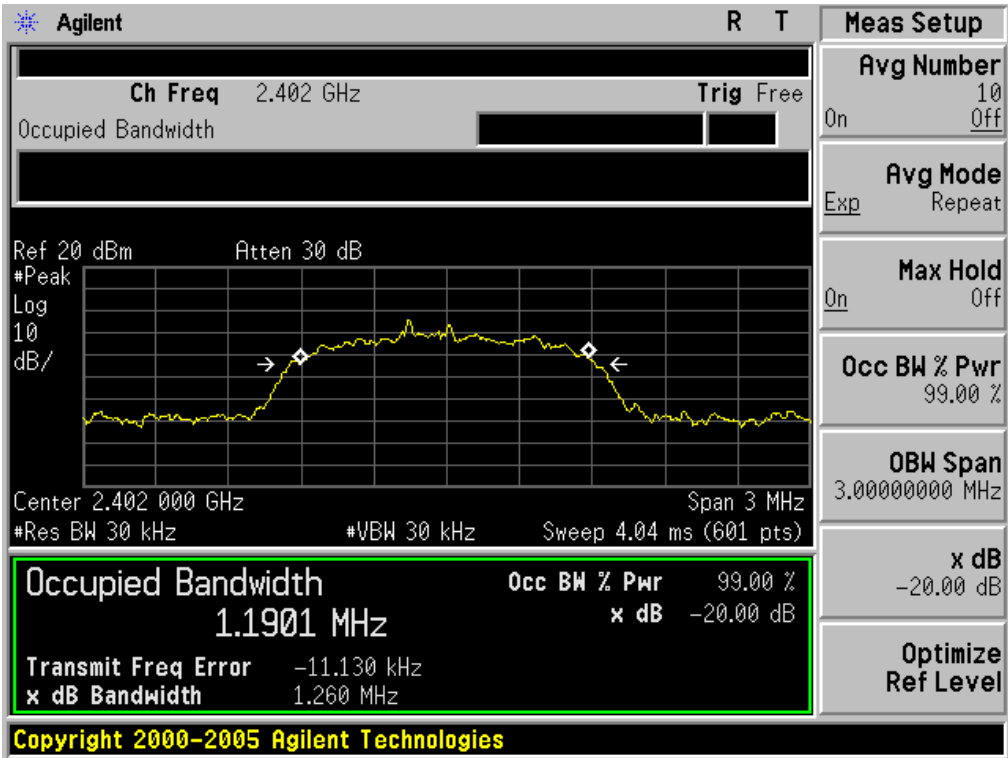 Agilent R T
Ch Freq 2.402 GHz Trig Free
Occupied Bandwidth
Ref 20 dBm Atten 30 dB
#Peak
Log
10
dB/
Center 2.402 000 GHz Span 3 MHz
#Res BW 30 kHz #VBW 30 kHz Sweep 4.04 ms (601 pts)
Occupied Bandwidth Occ BW % Pwr 99.00 %
1.1901 MHz x dB -20.00 dB
Transmit Freq Error -11.130 kHz
x dB Bandwidth 1.260 MHz
Copyright 2000-2005 Agilent Technologies
Meas Setup
Avg Number
10
On Off
Avg Mode
Exp Repeat
Max Hold
On Off
Occ BW % Pwr
99.00 %
OBW Span
3.00000000 MHz
x dB
-20.00 dB
Optimize
Ref Level